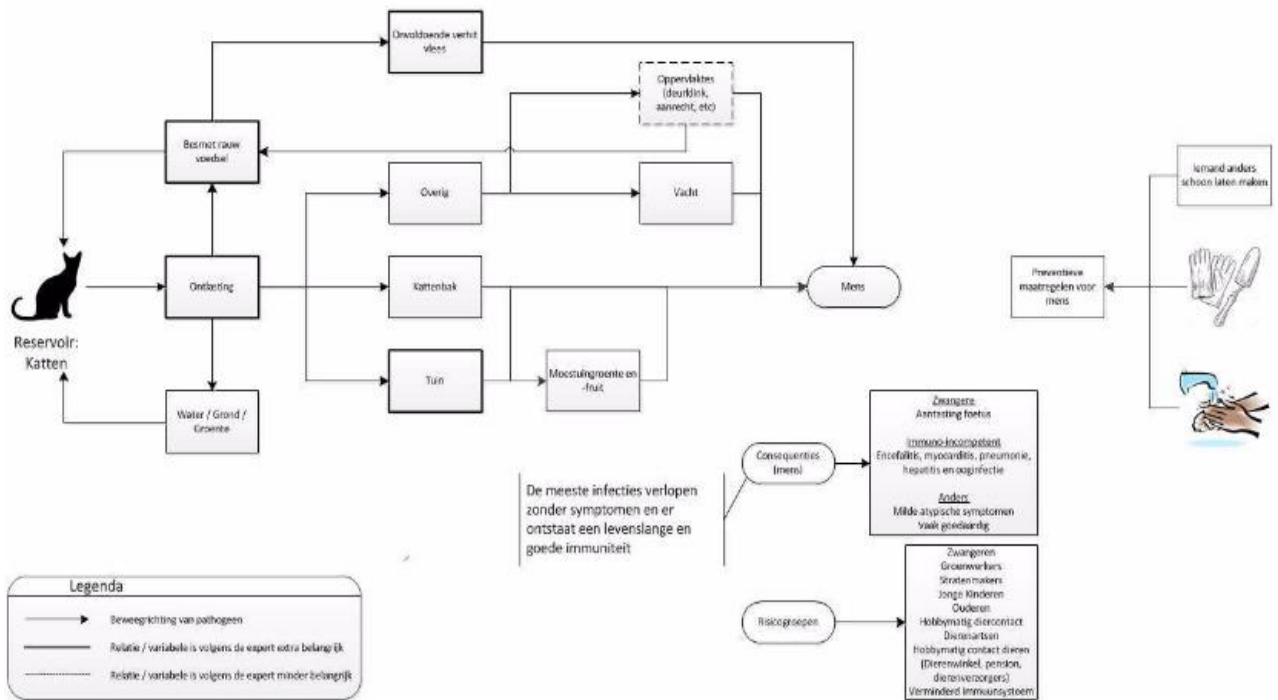 Onvoldoende verhit
vlees
Oppervlaktes
(deurklink,
aanrecht, etc)
Besmet rauw
voedsel
Overig
Vacht
Iemand anders
schoon laten maken
Ontlasting
Kattenbak
Mens
Preventieve
maatregelen voor
mens
Reservoir:
Katten
Tuin
Moestuingroente en
-fruit
Water / Grond /
Groente
Zwangere
Aantasting foetus
Immuno-incompetent
Encefalitis, myocarditis, pneumonie,
hepatitis en ooginfectie
Anders
Milde atypische symptomen
Vaak goedaardig
Consequenties
(mens)
De meeste infecties verlopen
zonder symptomen en er
ontstaat een levenslange en
goede immuniteit
Zwangeren
Groenwerkers
Stratenmakers
Jonge Kinderen
Ouderen
Hobbymatig diercontact
Dierenartsen
Hobbymatig contact dieren
(Dierenwinkel, pension,
dierenverzorgers)
Verminderd immuunsysteem
Risicogroepen
Legenda
Beweegrichting van pathogeen
Relatie / variabele is volgens de expert extra belangrijk
Relatie / variabele is volgens de expert minder belangrijk